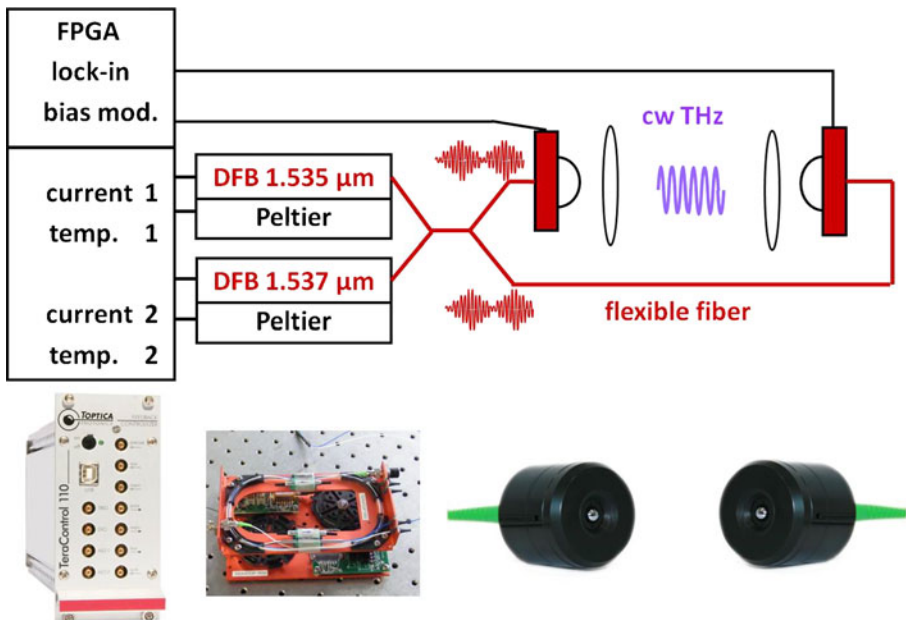 FPGA
lock-in
bias mod.
cw THz
DFB 1.535 µm
current 1
Peltier
temp. 1
DFB 1.537 µm
flexible fiber
current 2
Peltier
temp. 2
TOPTICA
TeraControl 110